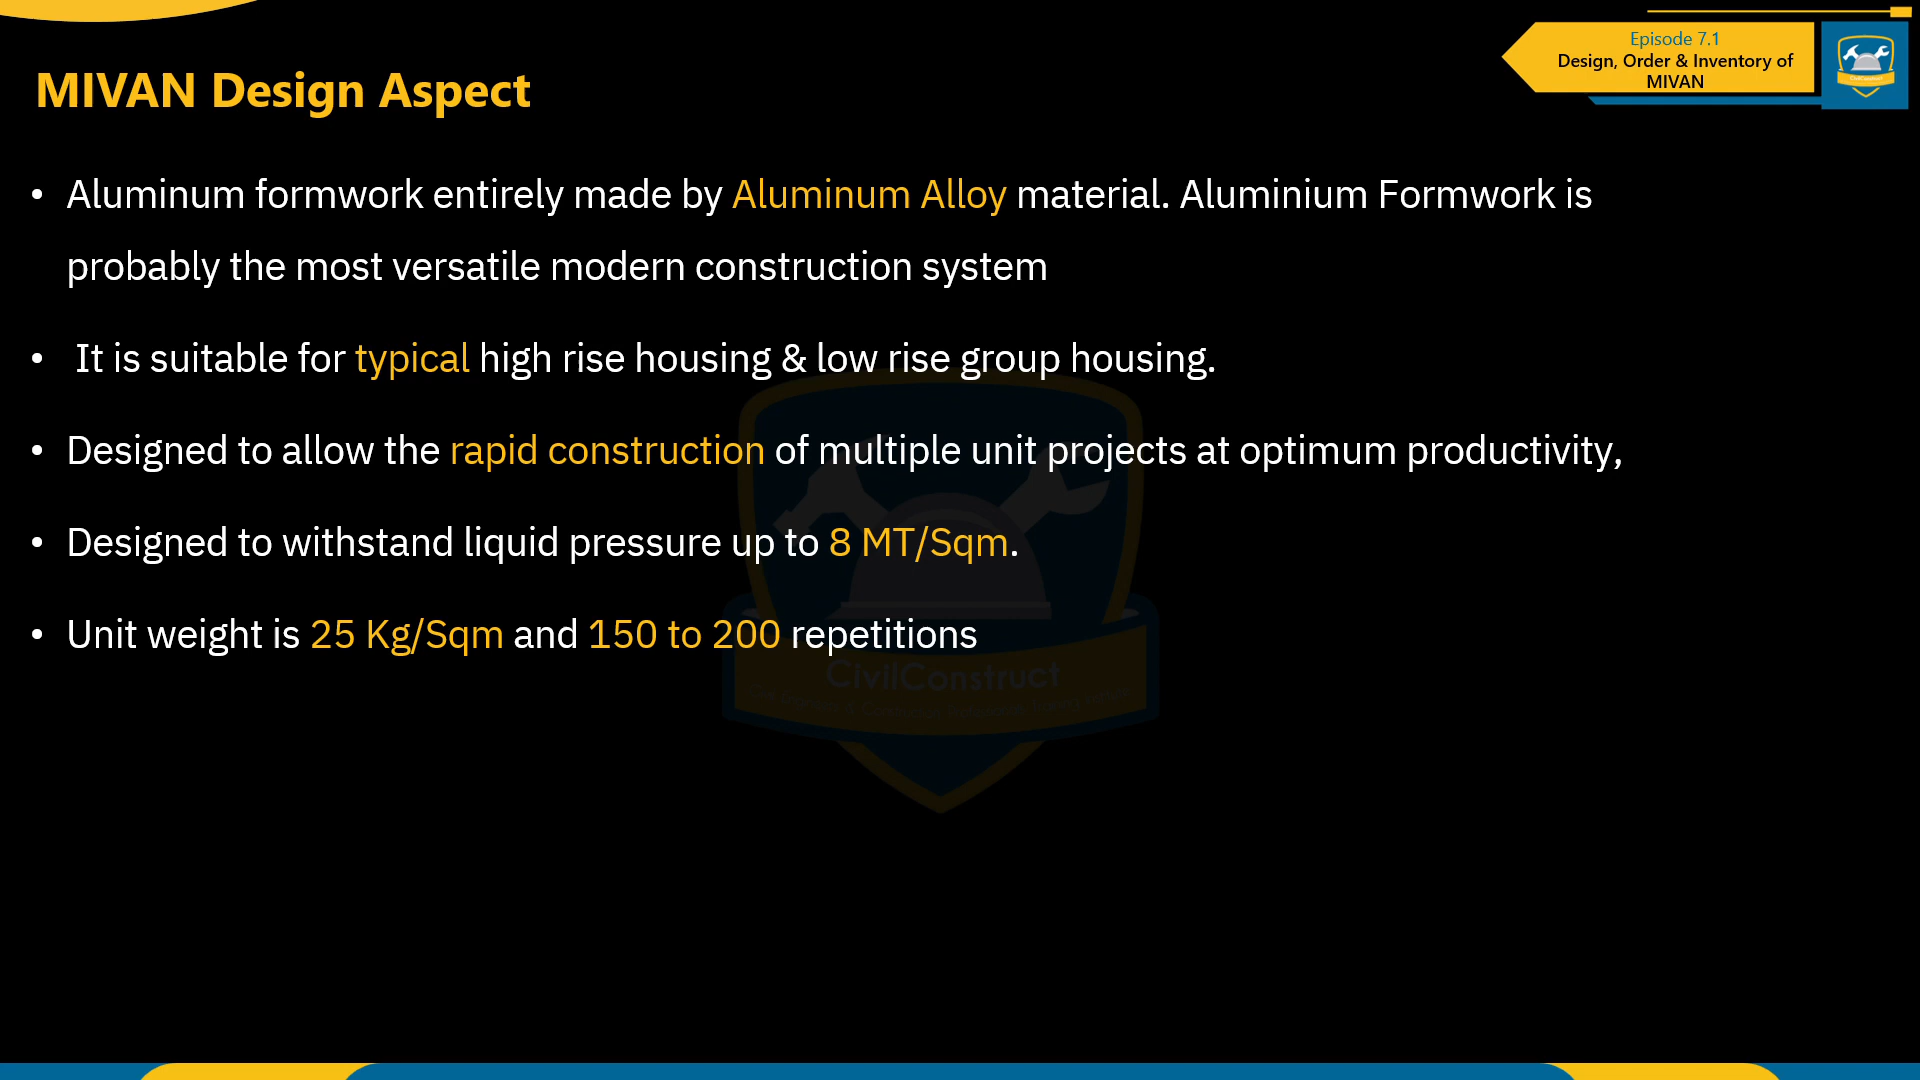 Episode 7.1
Design, Order & Inventory of
MIVAN
MIVAN Design Aspect
• Aluminum formwork entirely made by Aluminum Alloy material. Aluminium Formwork is
probably the most versatile modern construction system
• It is suitable for typical high rise housing & low rise group housing.
• Designed to allow the rapid construction of multiple unit projects at optimum productivity,
• Designed to withstand liquid pressure up to 8 MT/Sqm.
• Unit weight is 25 Kg/Sqm and 150 to 200 repetitions
CivilConstruct